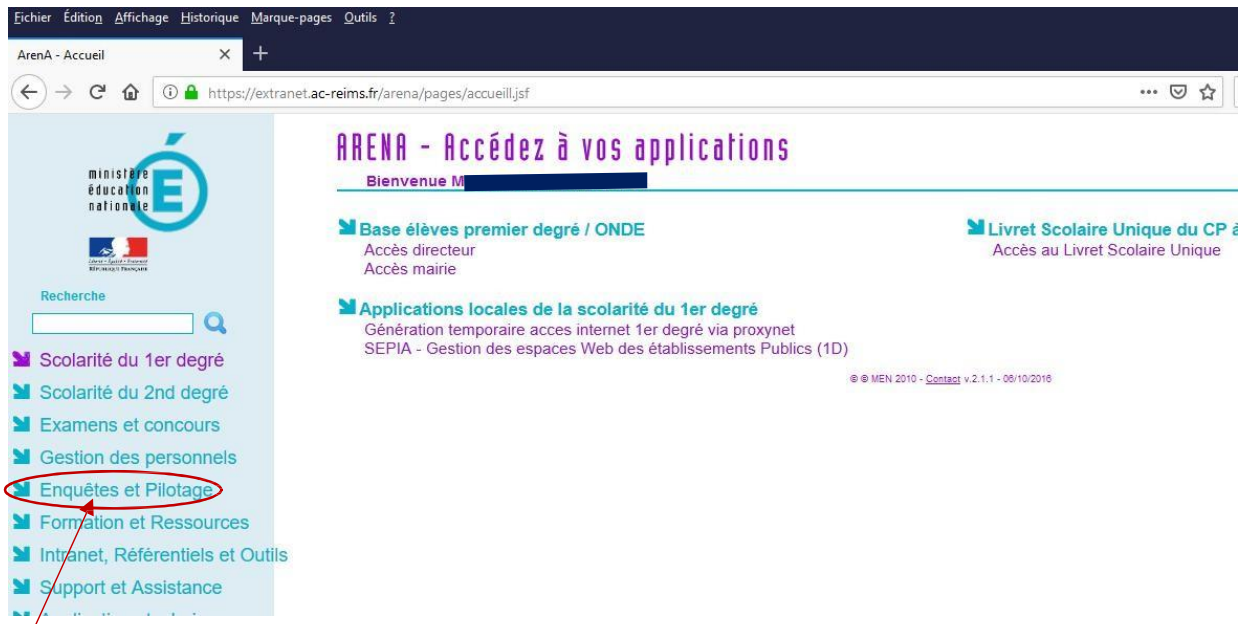 Fichier Édition Affichage Historique Marque-pages Outils ?
ArenA - Accueil
https://extranet.ac-reims.fr/arena/pages/accueill.jsf
ministère
éducation
nationale
Liberté • Égalité • Fraternité
RÉPUBLIQUE FRANÇAISE
Recherche
Scolarité du 1er degré
Scolarité du 2nd degré
Examens et concours
Gestion des personnels
Enquêtes et Pilotage
Formation et Ressources
Intranet, Référentiels et Outils
Support et Assistance
ARENA - Accédez à vos applications
Bienvenue M
Base élèves premier degré / ONDE
Accès directeur
Accès mairie
Livret Scolaire Unique du CP à
Accès au Livret Scolaire Unique
Applications locales de la scolarité du 1er degré
Génération temporaire acces internet 1er degré via proxynet
SEPIA - Gestion des espaces Web des établissements Publics (1D)
© © MEN 2010 - Contact v.2.1.1 - 06/10/2016